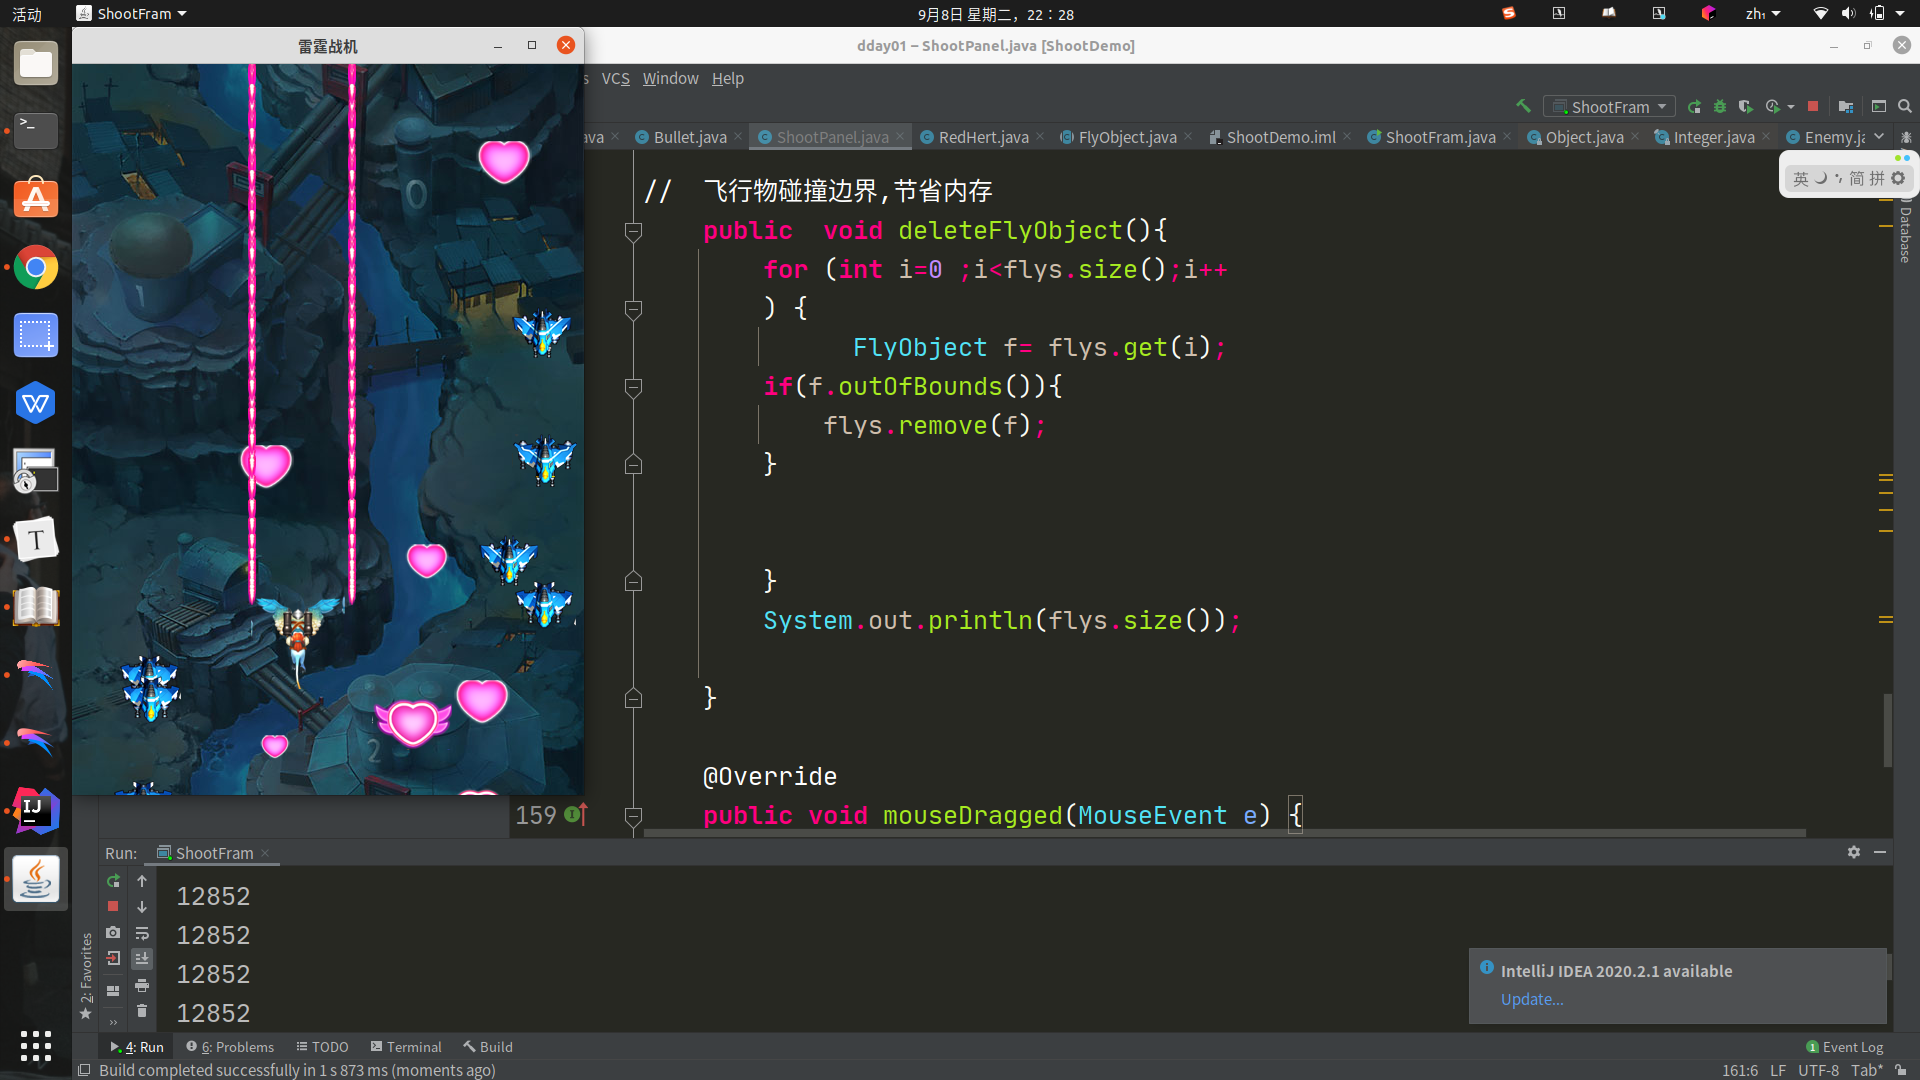 活动
ShootFram
9月8日 星期二, 22：28
zh₁
雷霆战机
dday01 – ShootPanel.java [ShootDemo]
s VCS Window Help
ShootFram
ava
Bullet.java
ShootPanel.java
RedHert.java
FlyObject.java
ShootDemo.iml
ShootFram.java
Object.java
Integer.java
Enemy.ja
英 简 拼
Database
// 飞行物碰撞边界,节省内存
public void deleteFlyObject(){
for (int i=0 ;i<flys.size();i++
) {
FlyObject f= flys.get(i);
if(f.outOfBounds()){
flys.remove(f);
}
}
System.out.println(flys.size());
}
@Override
159
public void mouseDragged(MouseEvent e) {
0
1
2
Run: ShootFram
12852
12852
12852
12852
2: Favorites
IntelliJ IDEA 2020.2.1 available
Update...
4: Run 6: Problems TODO Terminal Build
1 Event Log
Build completed successfully in 1 s 873 ms (moments ago)
161:6 LF UTF-8 Tab*